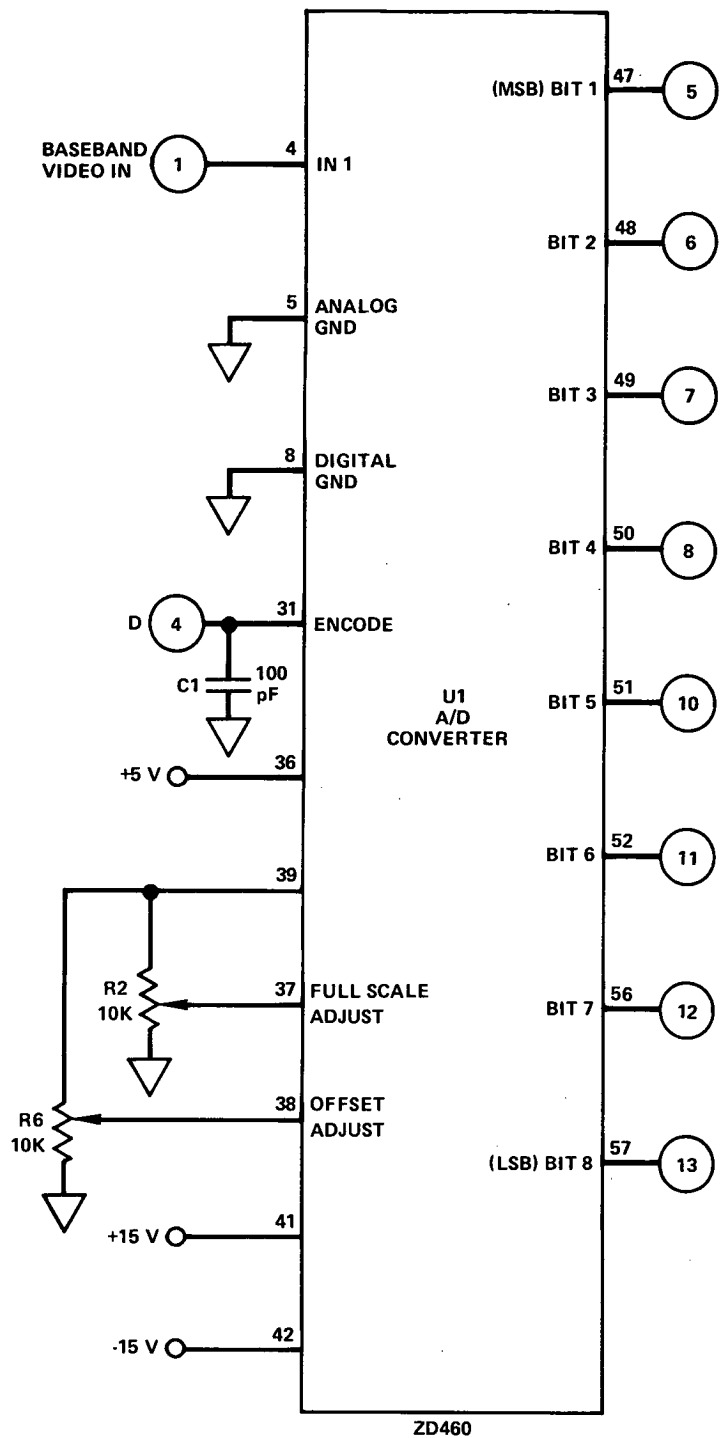 (MSB) BIT 1
47
5
BASEBAND
VIDEO IN
1
4
IN 1
BIT 2
48
6
5
ANALOG
GND
BIT 3
49
7
8
DIGITAL
GND
BIT 4
50
8
D
4
31
ENCODE
C1
100
pF
U1
A/D
CONVERTER
BIT 5
51
10
+5 V
36
BIT 6
52
11
39
R2
10K
37
FULL SCALE
ADJUST
BIT 7
56
12
R6
10K
38
OFFSET
ADJUST
(LSB) BIT 8
57
13
+15 V
41
-15 V
42
ZD460